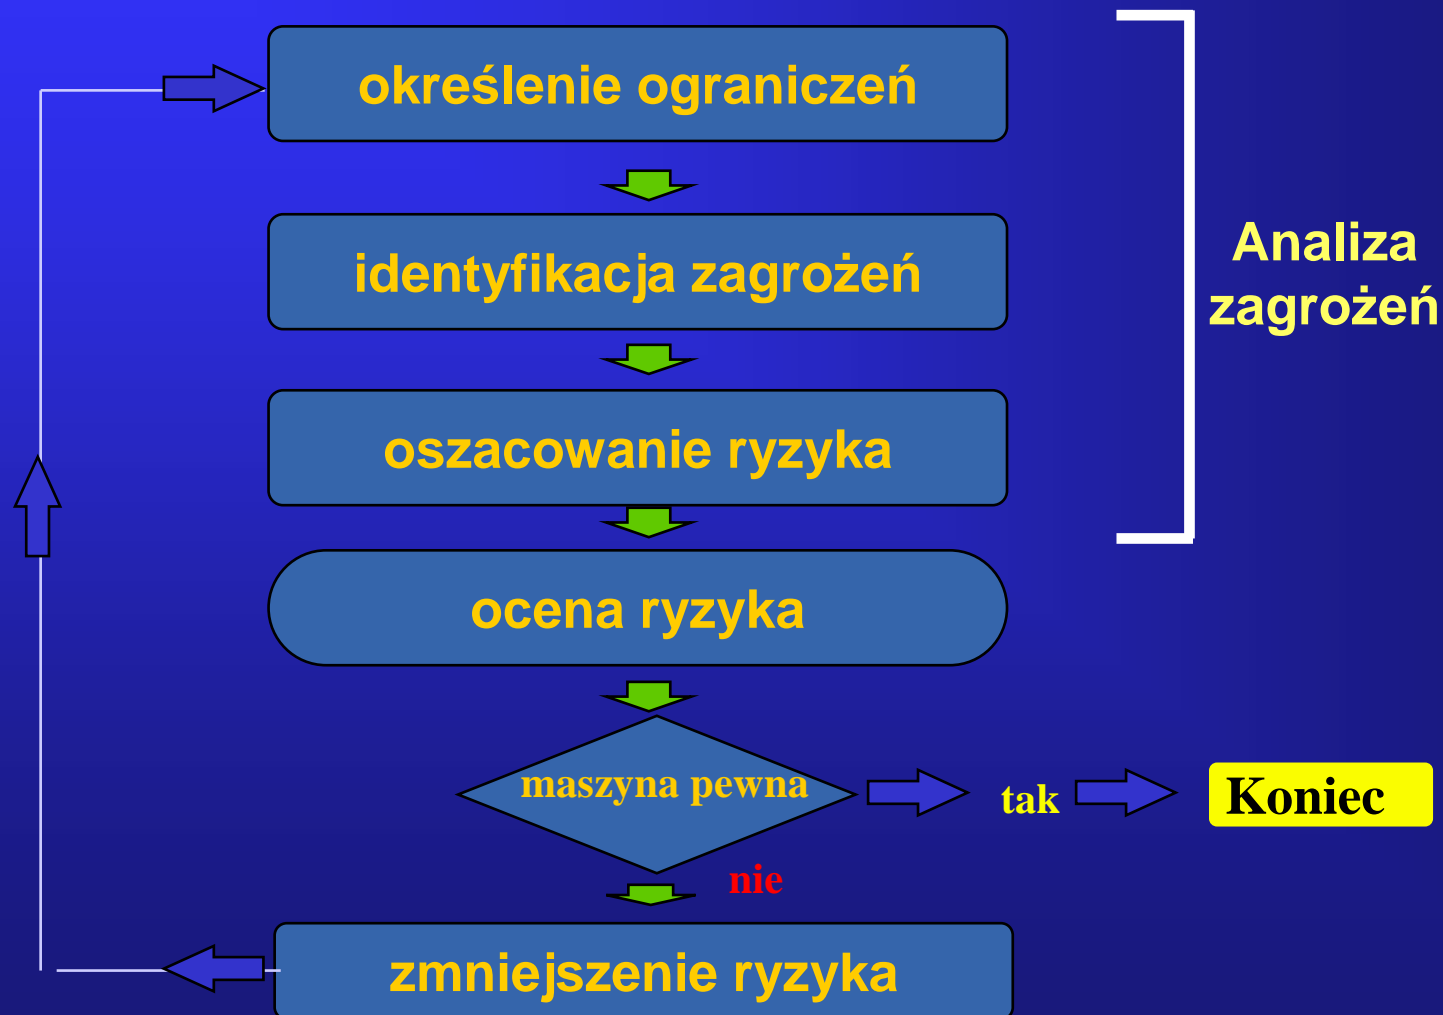 określenie ograniczeń
identyfikacja zagrożeń
Analiza
zagrożeń
oszacowanie ryzyka
ocena ryzyka
maszyna pewna
tak
Koniec
nie
zmniejszenie ryzyka